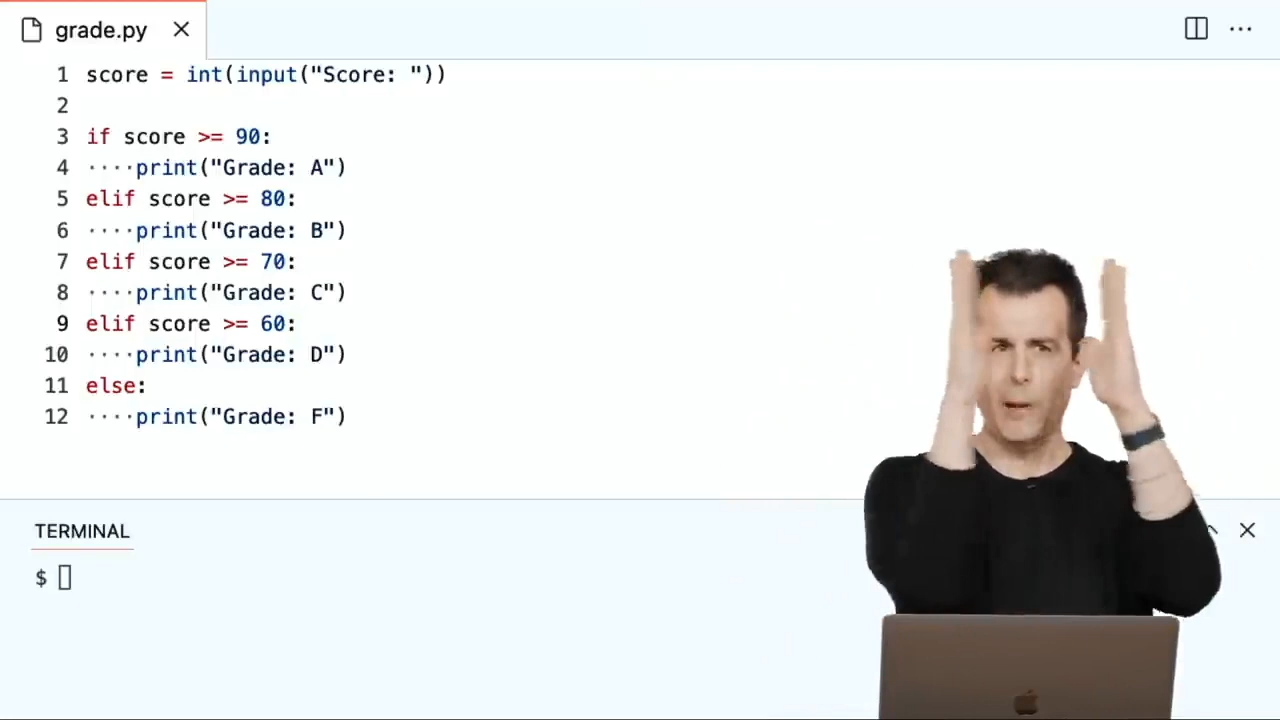 grade.py
1 score = int(input("Score: "))
2
3 if score >= 90:
4 ····print("Grade: A")
5 elif score >= 80:
6 ····print("Grade: B")
7 elif score >= 70:
8 ····print("Grade: C")
9 elif score >= 60:
10 ····print("Grade: D")
11 else:
12 ····print("Grade: F")
TERMINAL
$